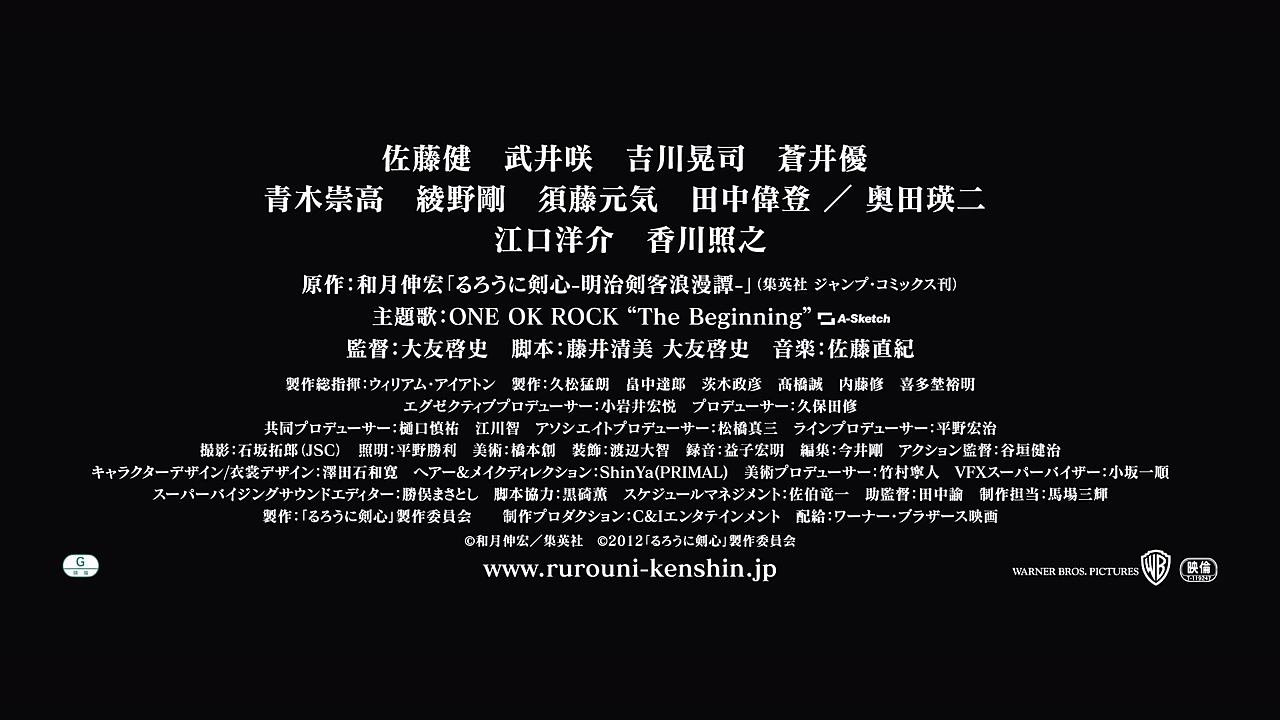 佐藤健　武井咲　吉川晃司　蒼井優
青木崇高　綾野剛　須藤元気　田中偉登 ／ 奥田瑛二
江口洋介　香川照之
原作：和月伸宏「るろうに剣心-明治剣客浪漫譚-」（集英社 ジャンプ・コミックス刊）
主題歌：ONE OK ROCK “The Beginning” A-Sketch
監督：大友啓史　脚本：藤井清美 大友啓史　音楽：佐藤直紀
製作総指揮：ウィリアム・アイアトン　製作：久松猛朗　畠中達郎　茨木政彦　髙橋誠　内藤修　喜多埜裕明
エグゼクティブプロデューサー：小岩井宏悦　プロデューサー：久保田修
共同プロデューサー：樋口慎祐　江川智　アソシエイトプロデューサー：松橋真三　ラインプロデューサー：平野宏治
撮影：石坂拓郎（JSC）　照明：平野勝利　美術：橋本創　装飾：渡辺大智　録音：益子宏明　編集：今井剛　アクション監督：谷垣健治
キャラクターデザイン/衣裳デザイン：澤田石和寛　ヘアー&メイクディレクション：ShinYa(PRIMAL)　美術プロデューサー：竹村寧人　VFXスーパーバイザー：小坂一順
スーパーバイジングサウンドエディター：勝俣まさとし　脚本協力：黒碕薫　スケジュールマネジメント：佐伯竜一　助監督：田中諭　制作担当：馬場三輝
製作：「るろうに剣心」製作委員会　　制作プロダクション：C&Iエンタテインメント　配給：ワーナー・ブラザース映画
©和月伸宏／集英社　©2012「るろうに剣心」製作委員会
www.rurouni-kenshin.jp
G
映倫
WARNER BROS. PICTURES WB
映倫